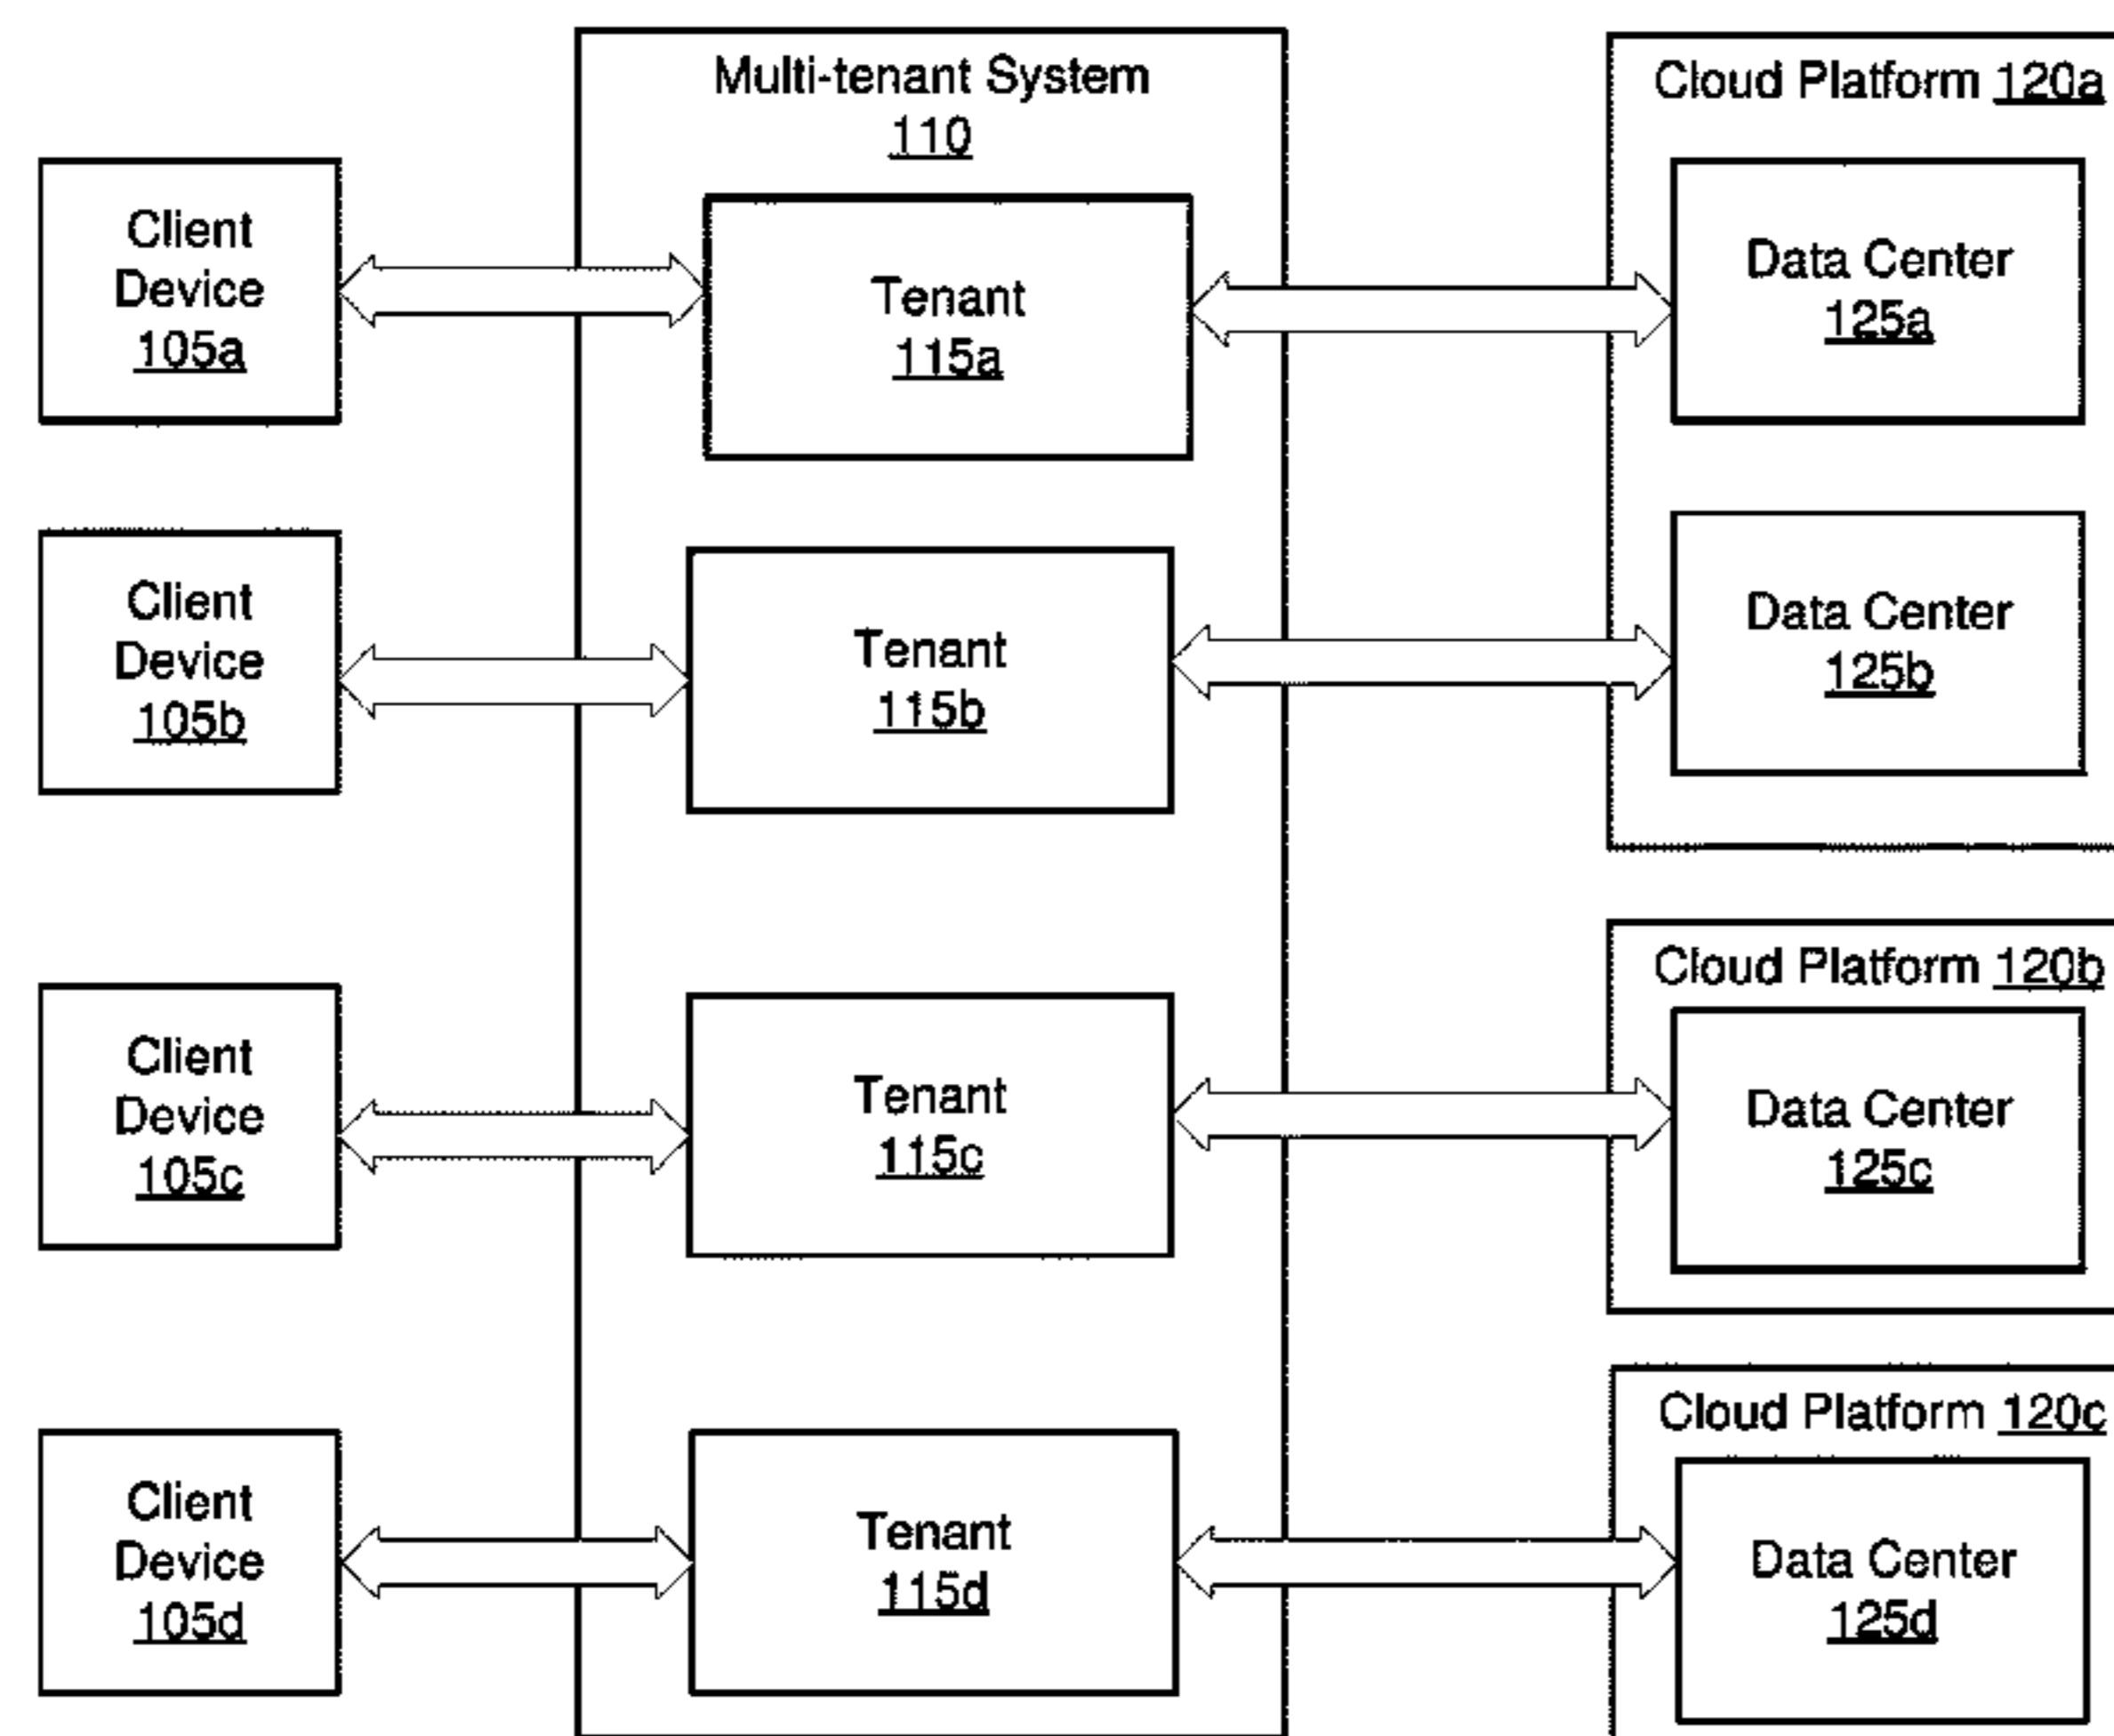 Multi-tenant System
110
Cloud Platform 120a
Client
Device
105a
Tenant
115a
Data Center
125a
Client
Device
105b
Tenant
115b
Data Center
125b
Cloud Platform 120b
Client
Device
105c
Tenant
115c
Data Center
125c
Cloud Platform 120c
Client
Device
105d
Tenant
115d
Data Center
125d